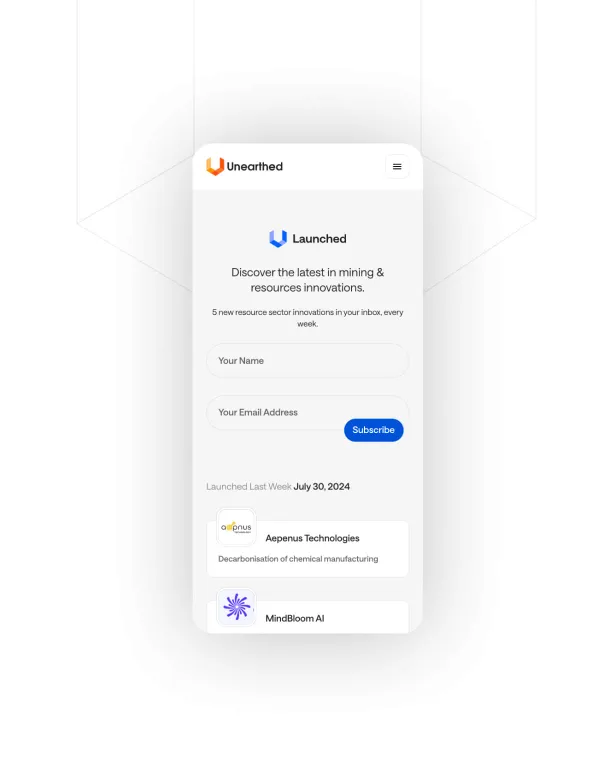 Unearthed
Launched
Discover the latest in mining &
resources innovations.
5 new resource sector innovations in your inbox, every
week.
Your Name
Your Email Address
Subscribe
Launched Last Week July 30, 2024
aepnus
Aepenus Technologies
Decarbonisation of chemical manufacturing
MindBloom AI